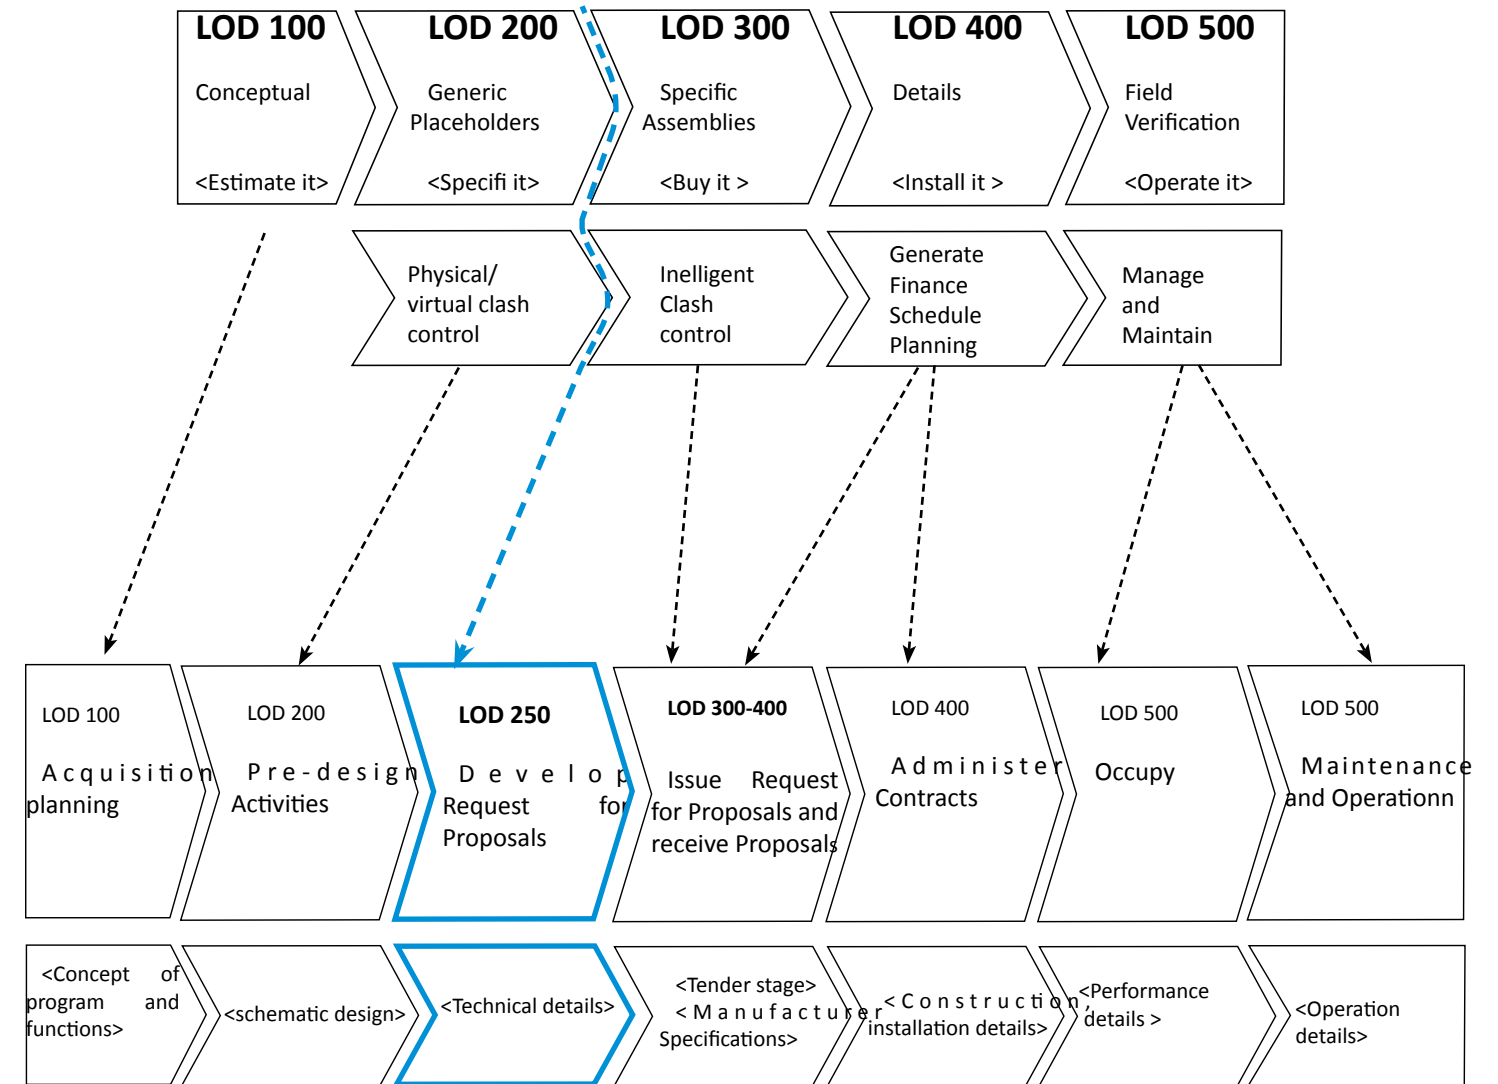 LOD 100
Conceptual
<Estimate it>
LOD 200
Generic
Placeholders
<Specifi it>
LOD 300
Specific
Assemblies
<Buy it >
LOD 400
Details
<Install it >
LOD 500
Field
Verification
<Operate it>
Physical/
virtual clash
control
Inelligent
Clash
control
Generate
Finance
Schedule
Planning
Manage
and
Maintain
LOD 100
Acquisition
planning
LOD 200
Pre-design
Activities
LOD 250
Develop
Request for
Proposals
LOD 300-400
Issue Request
for Proposals and
receive Proposals
LOD 400
Administer
Contracts
LOD 500
Occupy
LOD 500
Maintenance
and Operationn
<Concept of
program and
functions>
<schematic design>
<Technical details>
<Tender stage>
<Manufacturer
Specifications>
<Construction,
installation details>
<Performance
details >
<Operation
details>